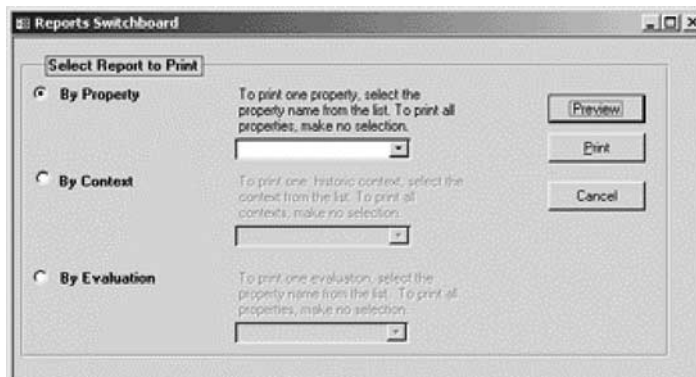 Reports Switchboard
Select Report to Print
By Property
To print one property, select the
property name from the list. To print all
properties, make no selection.
Preview
Print
Cancel
By Context
To print one historic context, select the
context from the list. To print all
contexts, make no selection.
By Evaluation
To print one evaluation, select the
property name from the list. To print all
properties, make no selection.